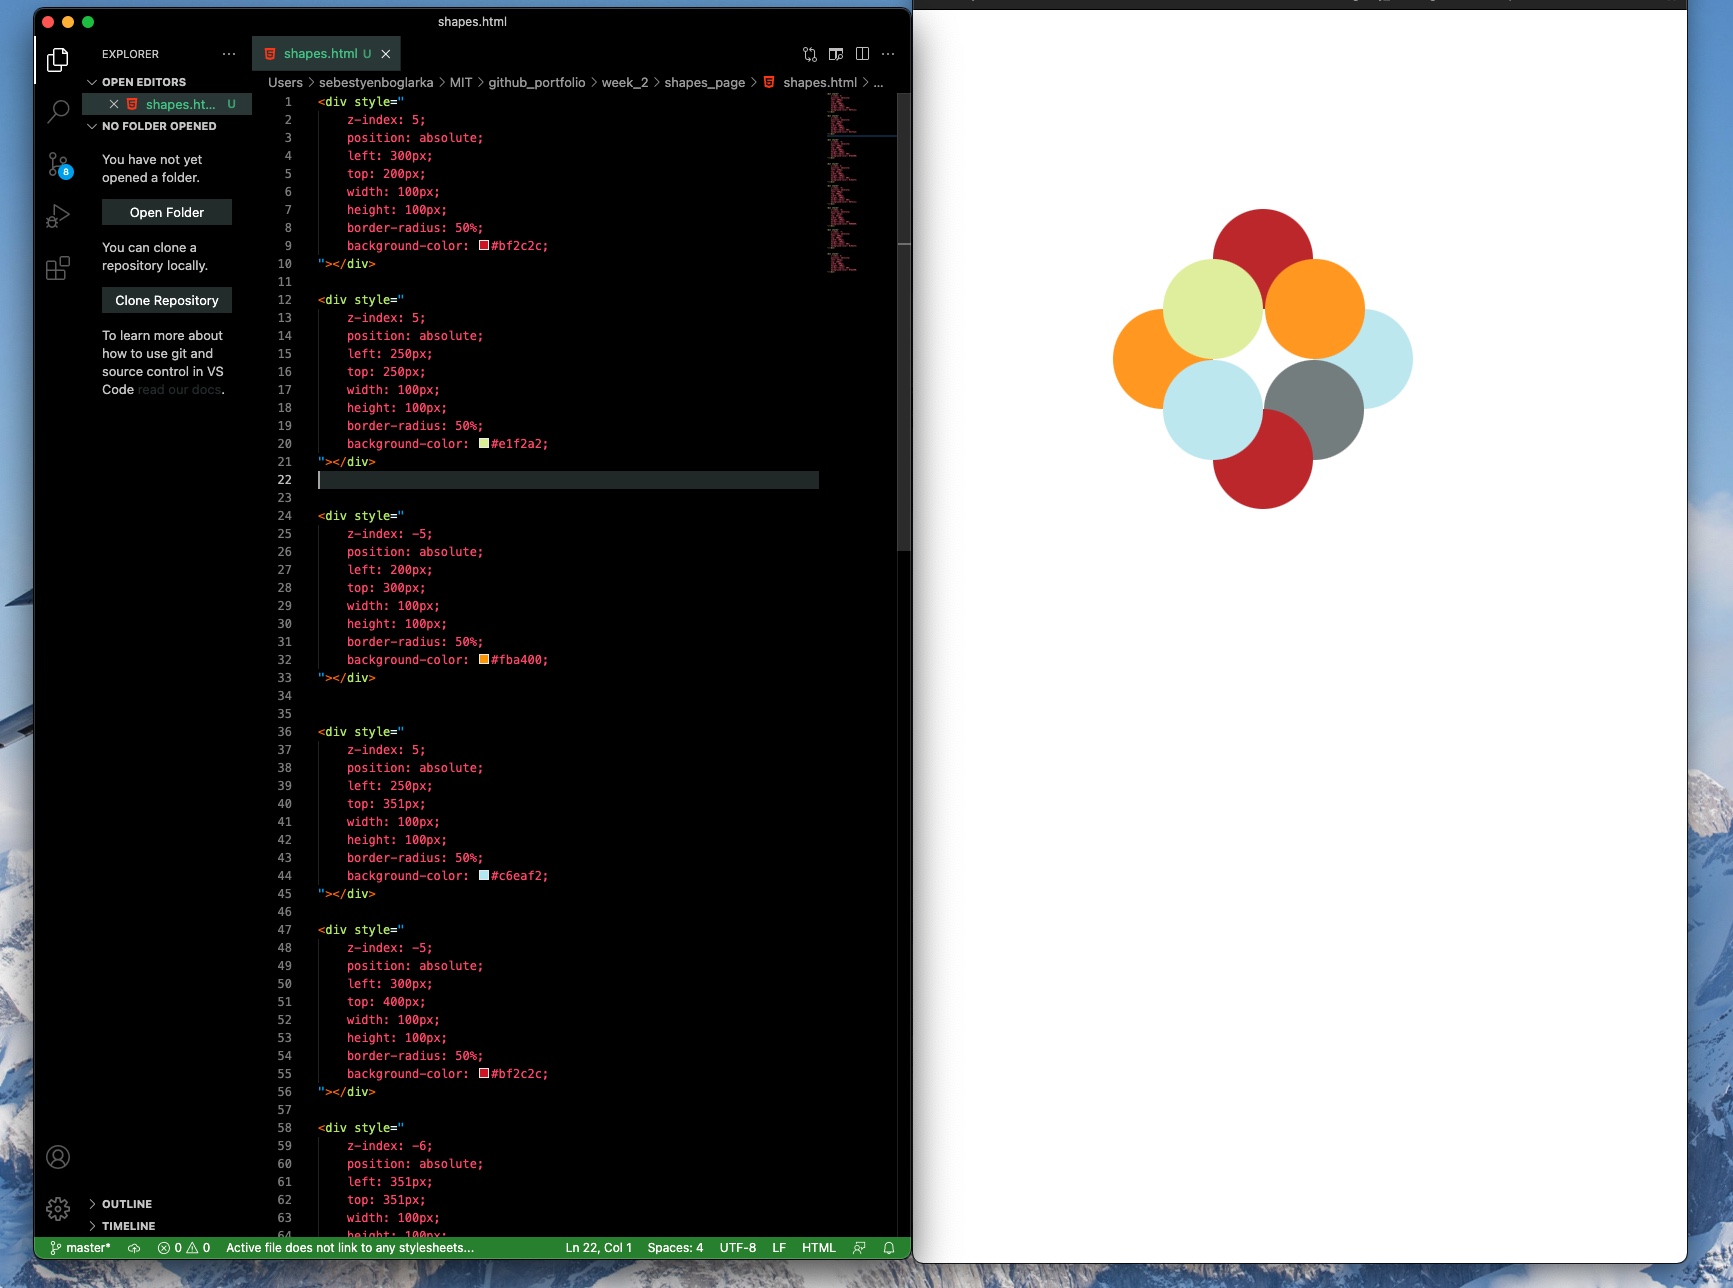 shapes.html
EXPLORER
shapes.html U
OPEN EDITORS
shapes.ht... U
NO FOLDER OPENED
You have not yet
opened a folder.
Open Folder
You can clone a
repository locally.
Clone Repository
To learn more about
how to use git and
source control in VS
Code read our docs.
8
OUTLINE
TIMELINE
Users > sebestyenboglarka > MIT > github_portfolio > week_2 > shapes_page > shapes.html > ...
1 <div style="
2 z-index: 5;
3 position: absolute;
4 left: 300px;
5 top: 200px;
6 width: 100px;
7 height: 100px;
8 border-radius: 50%;
9 background-color: #bf2c2c;
10 "></div>
11
12 <div style="
13 z-index: 5;
14 position: absolute;
15 left: 250px;
16 top: 250px;
17 width: 100px;
18 height: 100px;
19 border-radius: 50%;
20 background-color: #e1f2a2;
21 "></div>
22
23
24 <div style="
25 z-index: -5;
26 position: absolute;
27 left: 200px;
28 top: 300px;
29 width: 100px;
30 height: 100px;
31 border-radius: 50%;
32 background-color: #fba400;
33 "></div>
34
35
36 <div style="
37 z-index: 5;
38 position: absolute;
39 left: 250px;
40 top: 351px;
41 width: 100px;
42 height: 100px;
43 border-radius: 50%;
44 background-color: #c6eaf2;
45 "></div>
46
47 <div style="
48 z-index: -5;
49 position: absolute;
50 left: 300px;
51 top: 400px;
52 width: 100px;
53 height: 100px;
54 border-radius: 50%;
55 background-color: #bf2c2c;
56 "></div>
57
58 <div style="
59 z-index: -6;
60 position: absolute;
61 left: 351px;
62 top: 351px;
63 width: 100px;
64 height: 100px;
master* 0 0 Active file does not link to any stylesheets... Ln 22, Col 1 Spaces: 4 UTF-8 LF HTML